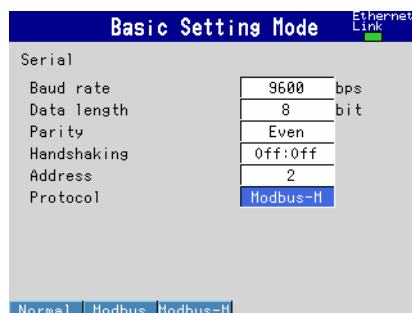 Basic Setting Mode
Ethernet
Link
Serial
Baud rate 9600 bps
Data length 8 bit
Parity Even
Handshaking Off:Off
Address 2
Protocol Modbus-M
Normal Modbus Modbus-M